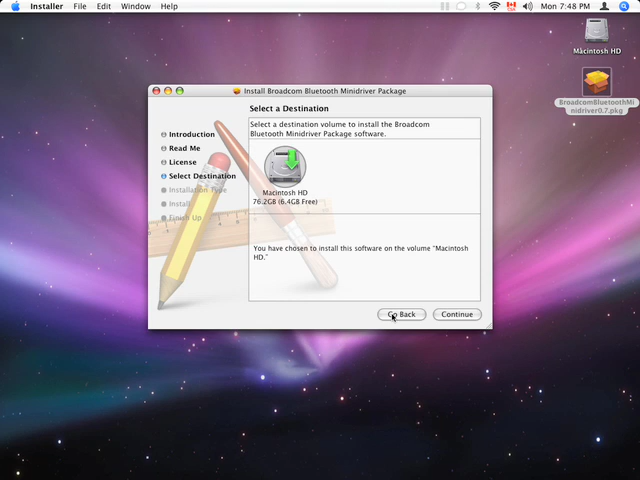 Installer File Edit Window Help Mon 7:48 PM
Macintosh HD
BroadcomBluetoothMi
nidriver0.7.pkg
Install Broadcom Bluetooth Minidriver Package
Select a Destination
Introduction
Read Me
License
Select Destination
Installation Type
Install
Finish Up
Select a destination volume to install the Broadcom
Bluetooth Minidriver Package software.
Macintosh HD
76.2GB (6.4GB Free)
You have chosen to install this software on the volume "Macintosh
HD."
Go Back Continue